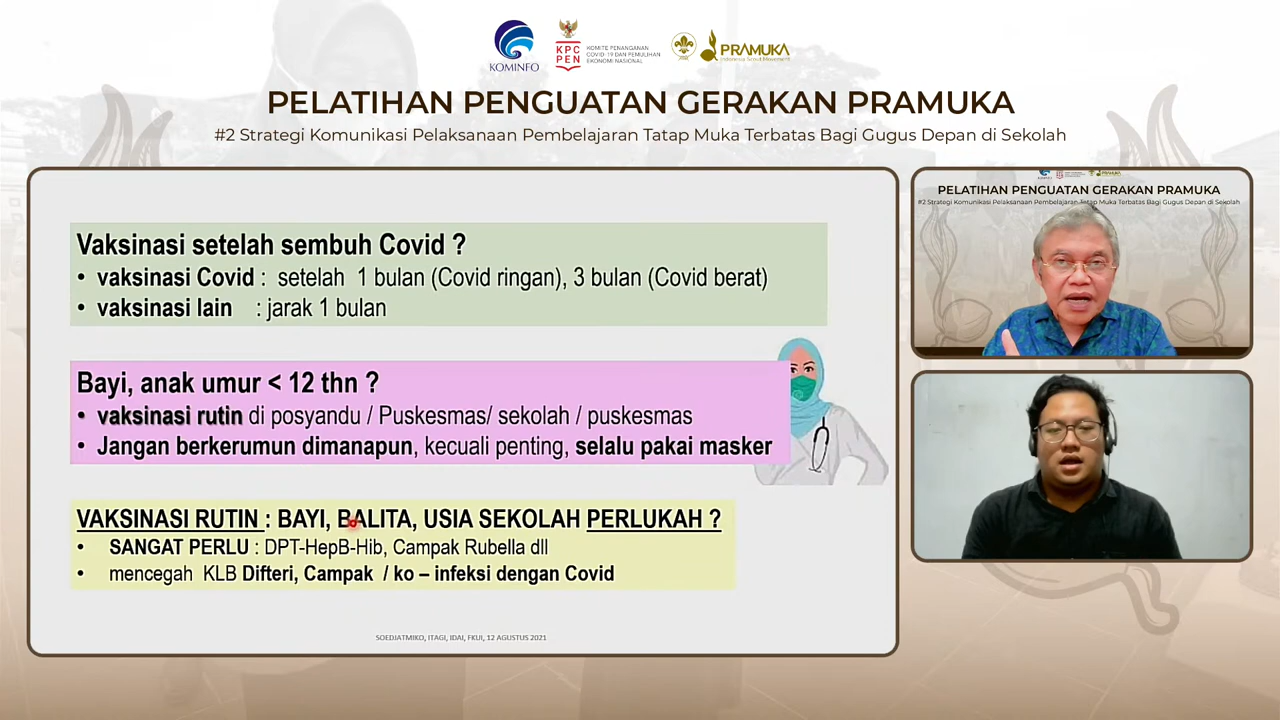 KOMINFO
KPC
PEN
KOMITE PENANGANAN
COVID-19 DAN PEMULIHAN
EKONOMI NASIONAL
PRAMUKA
Indonesia Scout Movement
PELATIHAN PENGUATAN GERAKAN PRAMUKA
#2 Strategi Komunikasi Pelaksanaan Pembelajaran Tatap Muka Terbatas Bagi Gugus Depan di Sekolah
Vaksinasi setelah sembuh Covid ?
• vaksinasi Covid : setelah 1 bulan (Covid ringan), 3 bulan (Covid berat)
• vaksinasi lain : jarak 1 bulan
Bayi, anak umur < 12 thn ?
• vaksinasi rutin di posyandu / Puskesmas/ sekolah / puskesmas
• Jangan berkerumun dimanapun, kecuali penting, selalu pakai masker
VAKSINASI RUTIN : BAYI, BALITA, USIA SEKOLAH PERLUKAH ?
• SANGAT PERLU : DPT-HepB-Hib, Campak Rubella dll
• mencegah KLB Difteri, Campak / ko – infeksi dengan Covid
SOEDJATMIKO, ITAGI, IDAI, FKUI, 12 AGUSTUS 2021
PELATIHAN PENGUATAN GERAKAN PRAMUKA
#2 Strategi Komunikasi Pelaksanaan Pembelajaran Tatap Muka Terbatas Bagi Gugus Depan di Sekolah